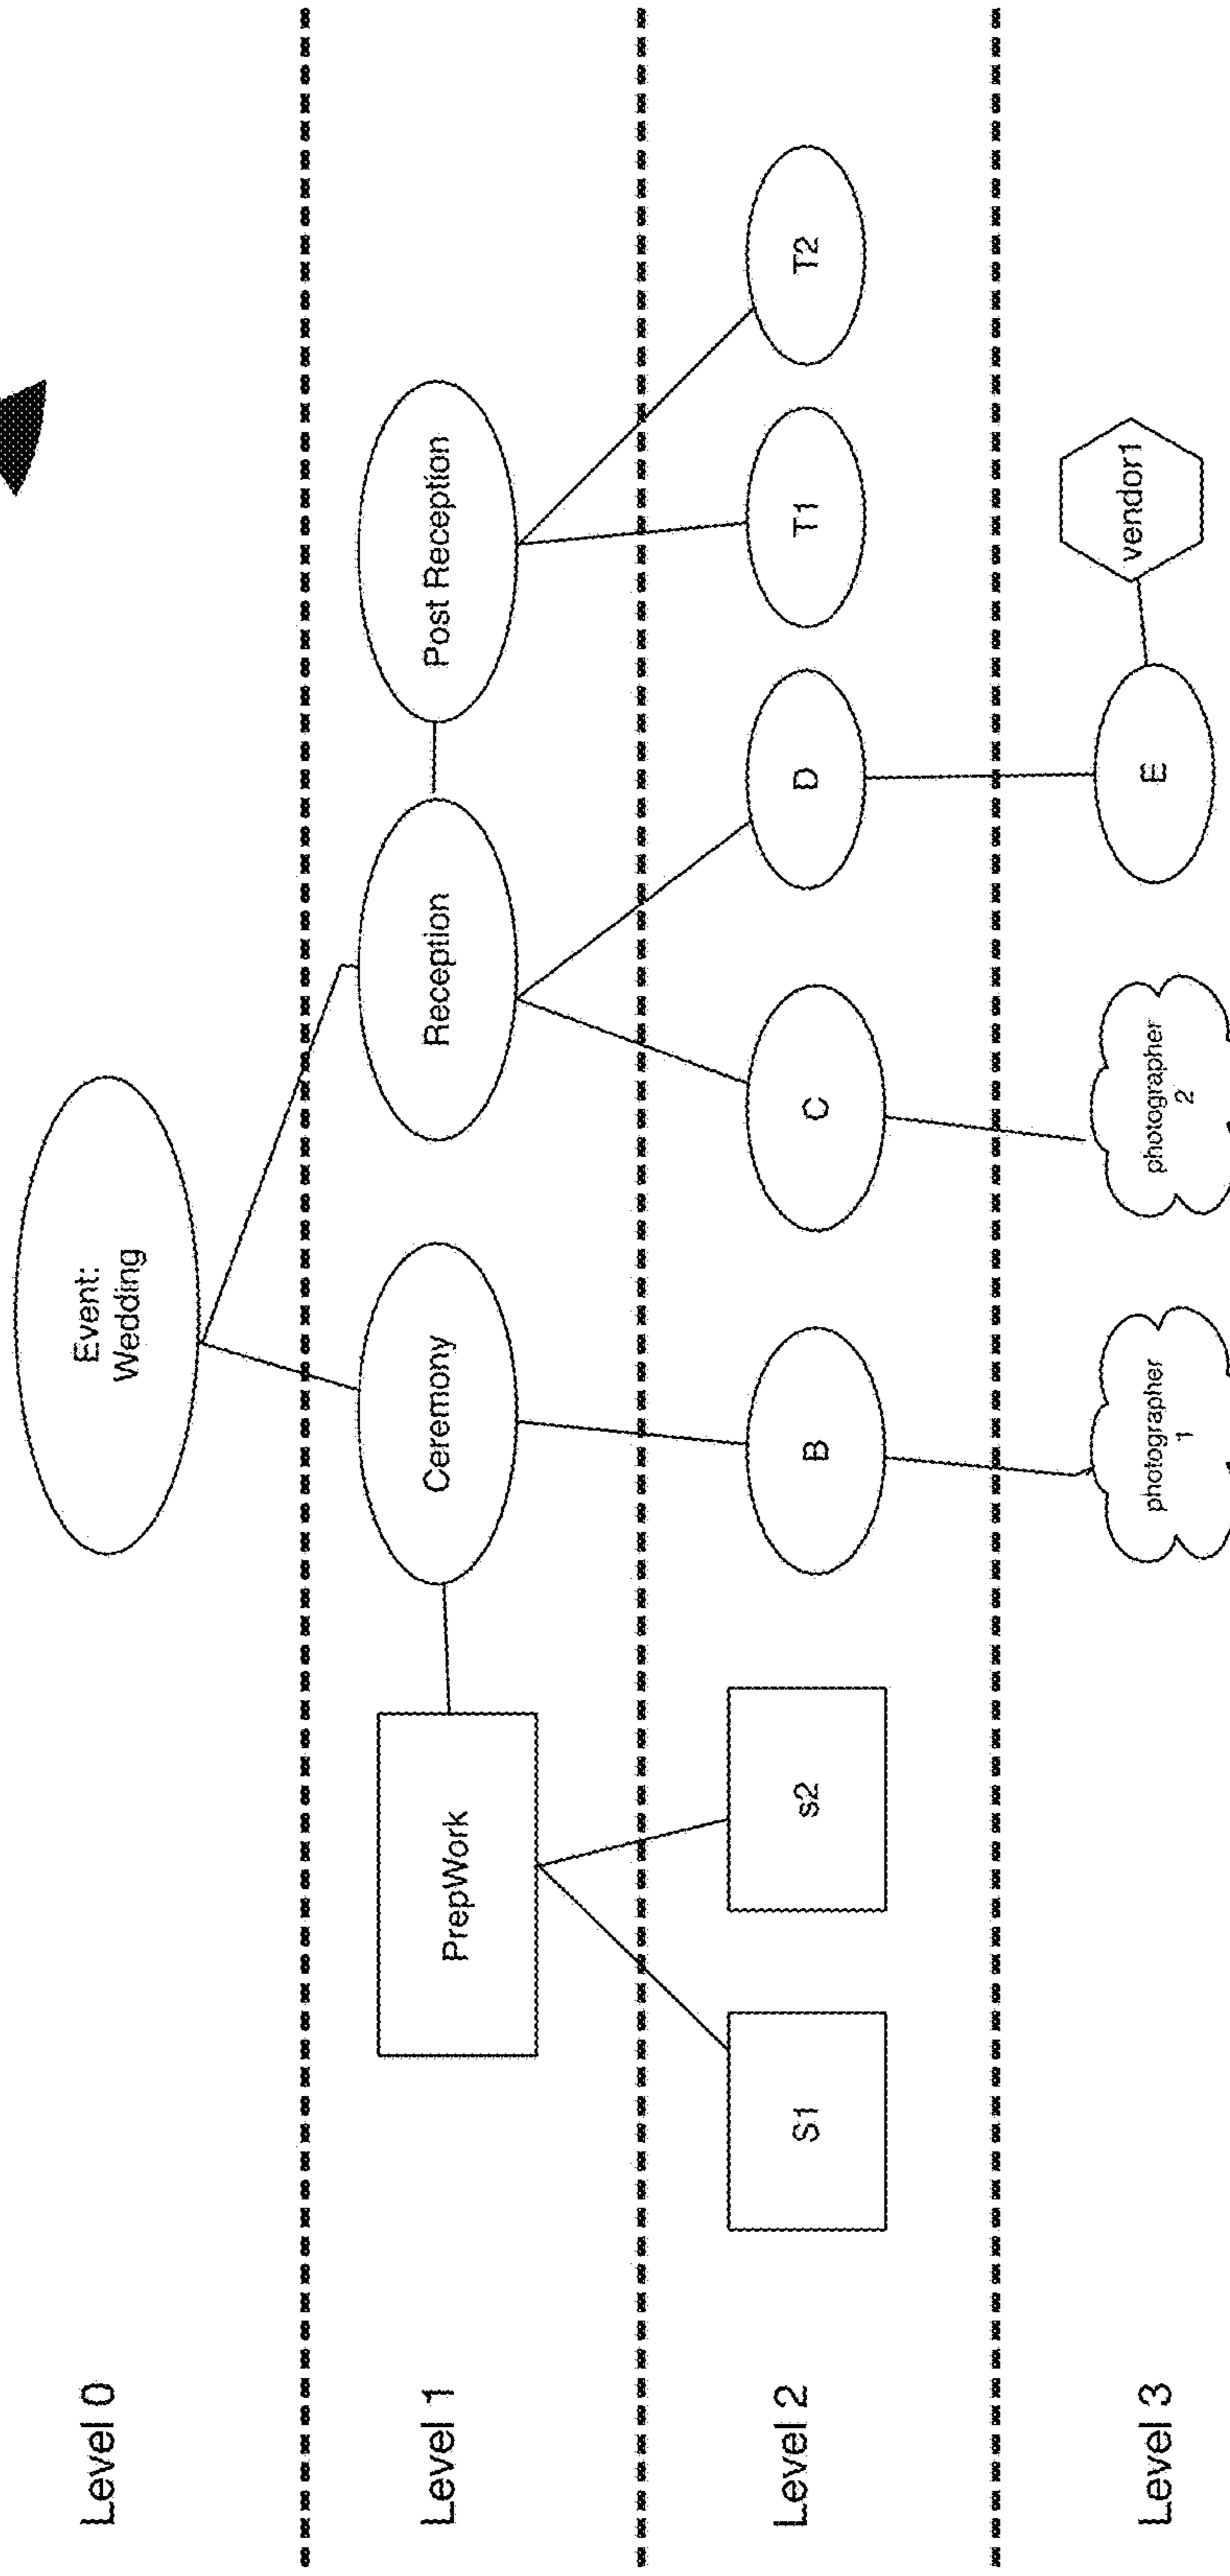 Level 0
Event:
Wedding
Level 1
PrepWork
Ceremony
Reception
Post Reception
Level 2
S1
s2
B
C
D
T1
T2
Level 3
photographer
1
photographer
2
E
vendor1